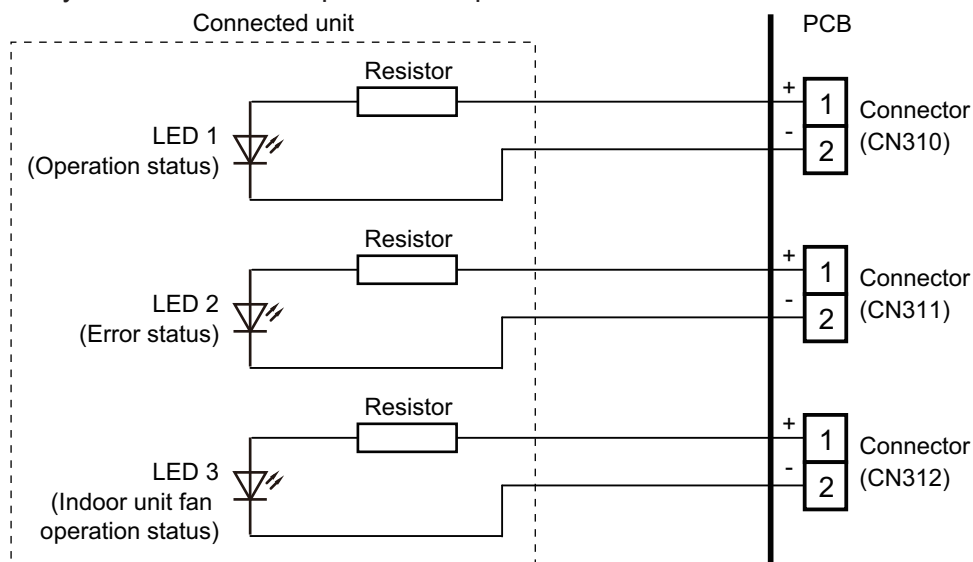 Connected unit
PCB
Resistor
LED 1
(Operation status)
+
1
-
2
Connector
(CN310)
Resistor
LED 2
(Error status)
+
1
-
2
Connector
(CN311)
Resistor
LED 3
(Indoor unit fan
operation status)
+
1
-
2
Connector
(CN312)